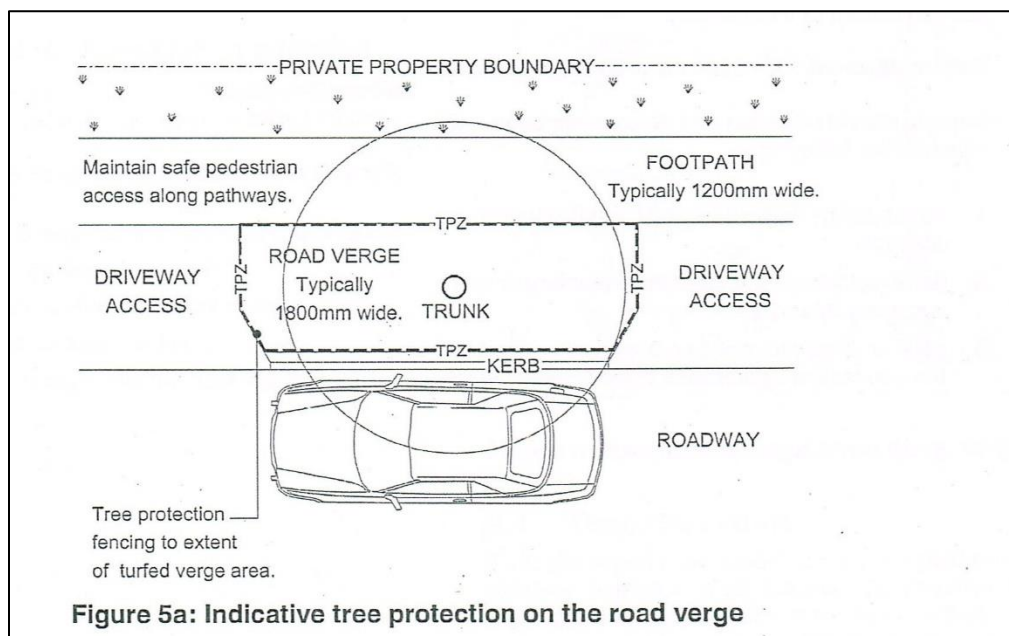 PRIVATE PROPERTY BOUNDARY
Maintain safe pedestrian
access along pathways.
FOOTPATH
Typically 1200mm wide.
TPZ
DRIVEWAY
ACCESS
TPZ
ROAD VERGE
Typically
1800mm wide.
TRUNK
TPZ
DRIVEWAY
ACCESS
TPZ
KERB
ROADWAY
Tree protection
fencing to extent
of turfed verge area.
Figure 5a: Indicative tree protection on the road verge